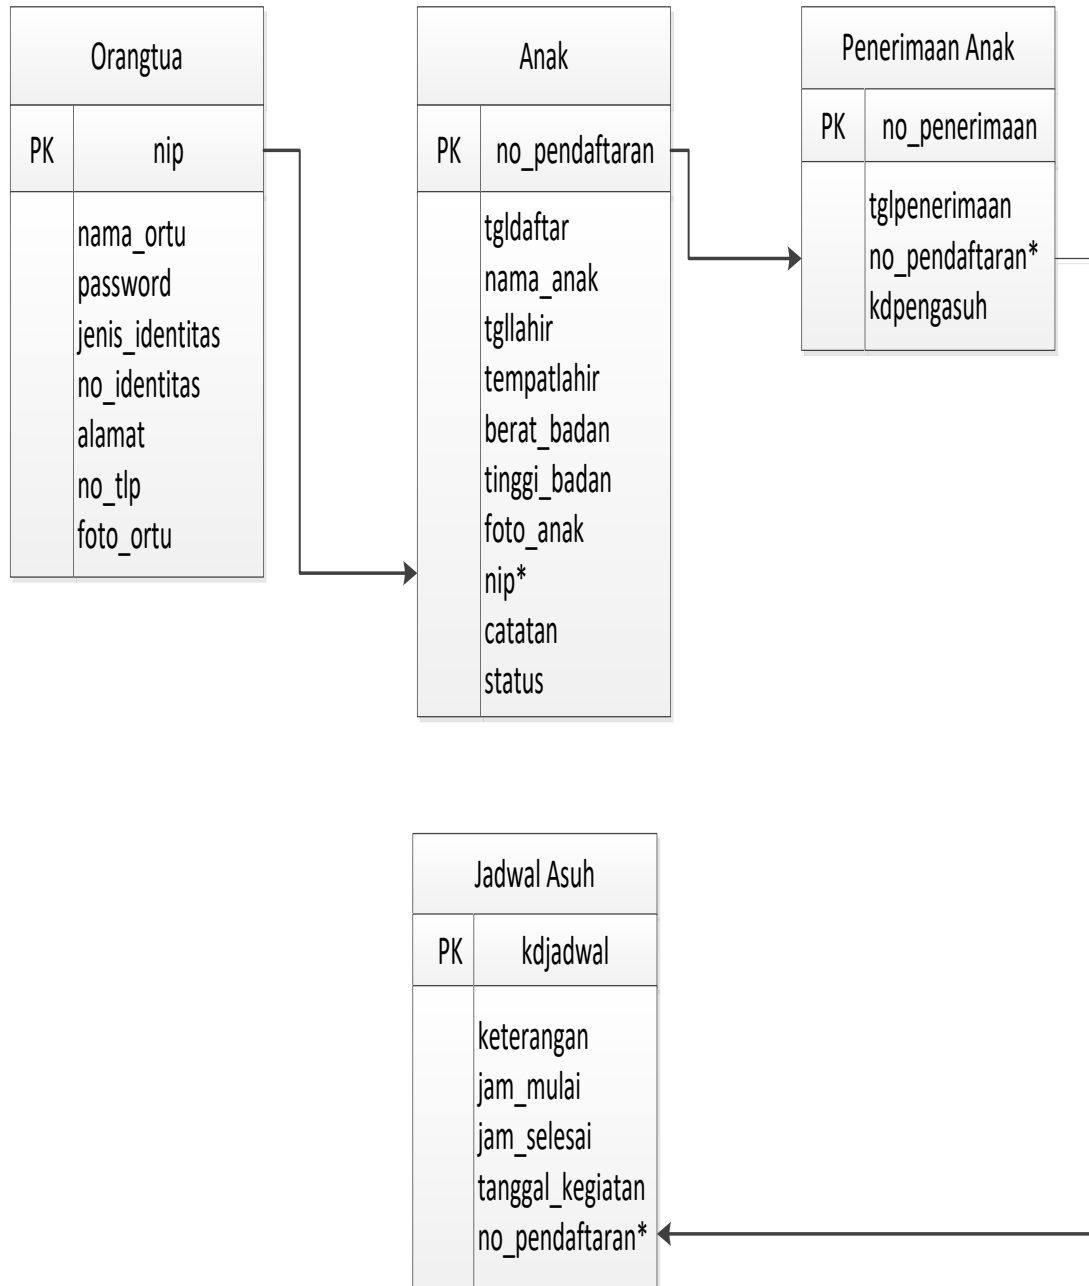 Orangtua
PK nip
nama_ortu
password
jenis_identitas
no_identitas
alamat
no_tlp
foto_ortu
Anak
PK no_pendaftaran
tgldaftar
nama_anak
tgllahir
tempatlahir
berat_badan
tinggi_badan
foto_anak
nip*
catatan
status
Penerimaan Anak
PK no_penerimaan
tglpenerimaan
no_pendaftaran*
kdpengasuh
Jadwal Asuh
PK kdjadwal
keterangan
jam_mulai
jam_selesai
tanggal_kegiatan
no_pendaftaran*